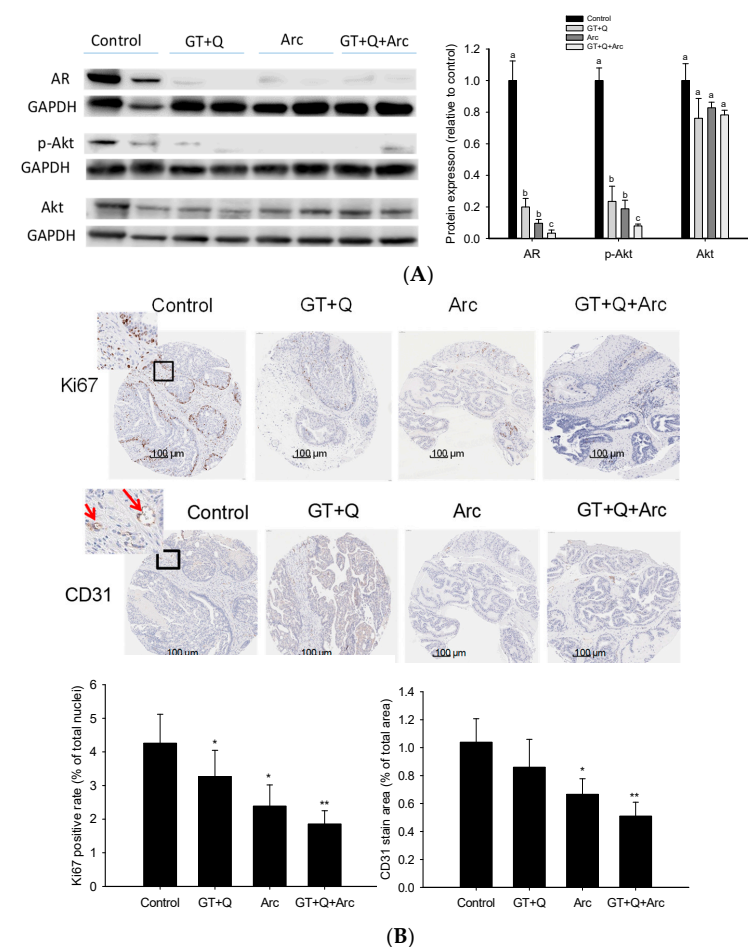 Control GT+Q Arc GT+Q+Arc
AR
GAPDH
p-Akt
GAPDH
Akt
GAPDH
Control
GT+Q
Arc
GT+Q+Arc
Protein expresson (relative to control)
1.2
1.0
0.8
0.6
0.4
0.2
0.0
a
b
b
c
a
b
b
c
a
a
a
a
AR p-Akt Akt
(A)
Control GT+Q Arc GT+Q+Arc
Ki67
100 µm 100 µm 100 µm 100 µm
Control GT+Q Arc GT+Q+Arc
CD31
100 µm 100 µm 100 µm 100 µm
Ki67 positive rate (% of total nuclei)
6
5
4
3
2
1
0
* * **
Control GT+Q Arc GT+Q+Arc
CD31 stain area (% of total area)
1.4
1.2
1.0
0.8
0.6
0.4
0.2
0.0
* **
Control GT+Q Arc GT+Q+Arc
(B)